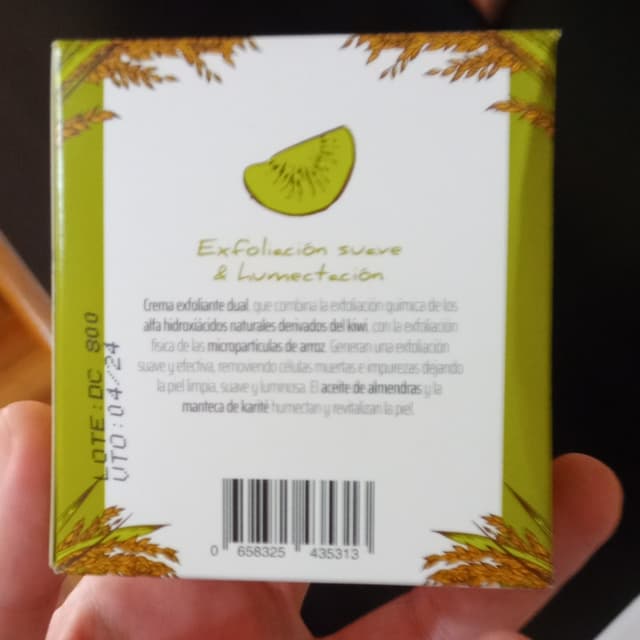 Exfoliación suave
& humectación
Crema exfoliante dual que combina la exfoliación química de los
alfa hidroxiácidos naturales derivados del kiwi, con la exfoliación
física de las micropartículas de arroz. Generan una exfoliación
suave y efectiva, removiendo células muertas e impurezas dejando
la piel limpia, suave y luminosa. El aceite de almendras y la
manteca de karité humectan y revitalizan la piel.
LOTE: DC 800
VTO: 04/24
0 658325 435313